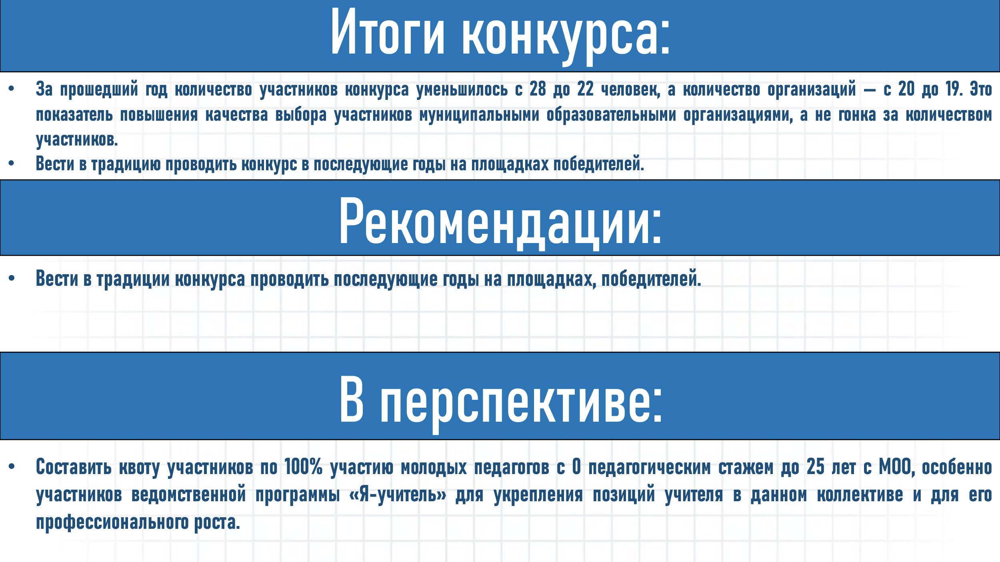 Итоги конкурса:
• За прошедший год количество участников конкурса уменьшилось с 28 до 22 человек, а количество организаций — с 20 до 19. Это
показатель повышения качества выбора участников муниципальными образовательными организациями, а не гонка за количеством
участников.
• Вести в традицию проводить конкурс в последующие годы на площадках победителей.
Рекомендации:
• Вести в традиции конкурса проводить последующие годы на площадках, победителей.
В перспективе:
• Составить квоту участников по 100% участию молодых педагогов с 0 педагогическим стажем до 25 лет с МОО, особенно
участников ведомственной программы «Я-учитель» для укрепления позиций учителя в данном коллективе и для его
профессионального роста.